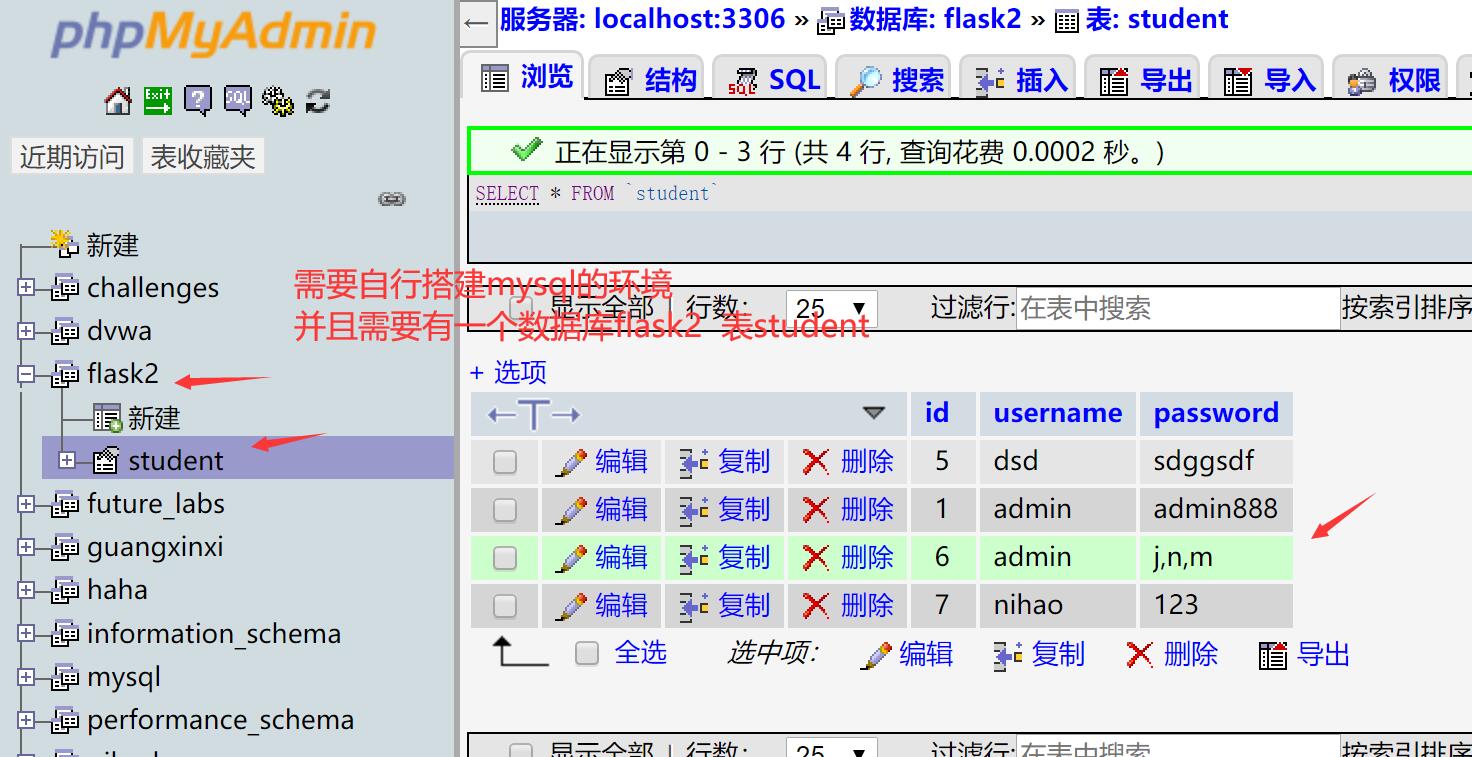 phpMyAdmin
近期访问 表收藏夹
新建
challenges
dvwa
flask2
新建
student
future_labs
guangxinxi
haha
information_schema
mysql
performance_schema
服务器: localhost:3306 » 数据库: flask2 » 表: student
浏览 结构 SQL 搜索 插入 导出 导入 权限
正在显示第 0 - 3 行 (共 4 行, 查询花费 0.0002 秒。)
SELECT * FROM `student`
需要自行搭建mysql的环境
并且需要有一个数据库flask2 表student
显示全部 | 行数: 25 ▼ 过滤行: 在表中搜索 按索引排序
+ 选项
←T→ ▼ id username password
编辑 复制 删除 5 dsd sdggsdf
编辑 复制 删除 1 admin admin888
编辑 复制 删除 6 admin j,n,m
编辑 复制 删除 7 nihao 123
全选 选中项: 编辑 复制 删除 导出
显示全部 | 行数: 25 ▼ 过滤行: 在表中搜索 按索引排序